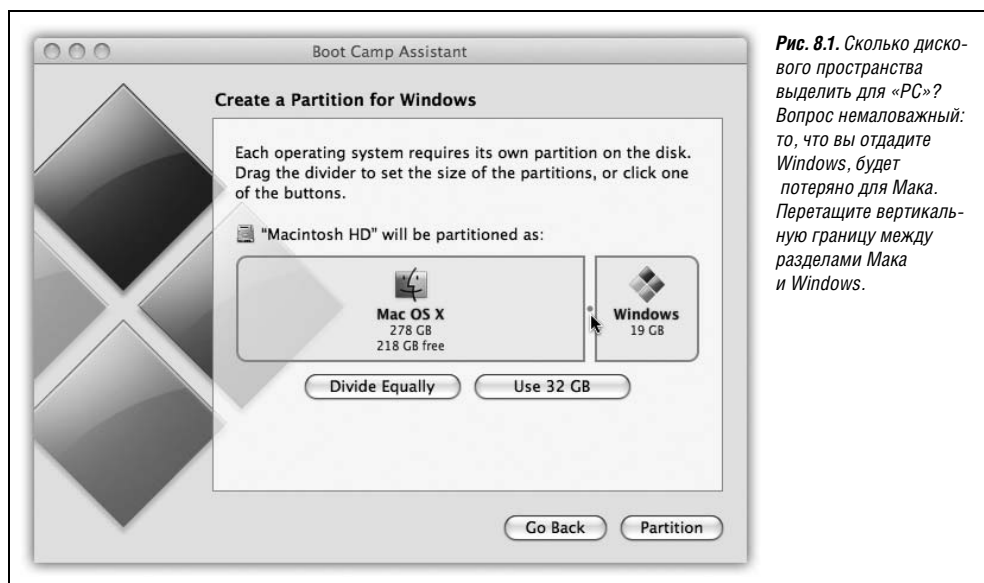 Boot Camp Assistant
Create a Partition for Windows
Each operating system requires its own partition on the disk.
Drag the divider to set the size of the partitions, or click one
of the buttons.
"Macintosh HD" will be partitioned as:
Mac OS X
278 GB
218 GB free
Windows
19 GB
Divide Equally
Use 32 GB
Go Back
Partition
Рис. 8.1. Сколько диско-
вого пространства
выделить для «PC»?
Вопрос немаловажный:
то, что вы отдадите
Windows, будет
потеряно для Мака.
Перетащите вертикаль-
ную границу между
разделами Мака
и Windows.